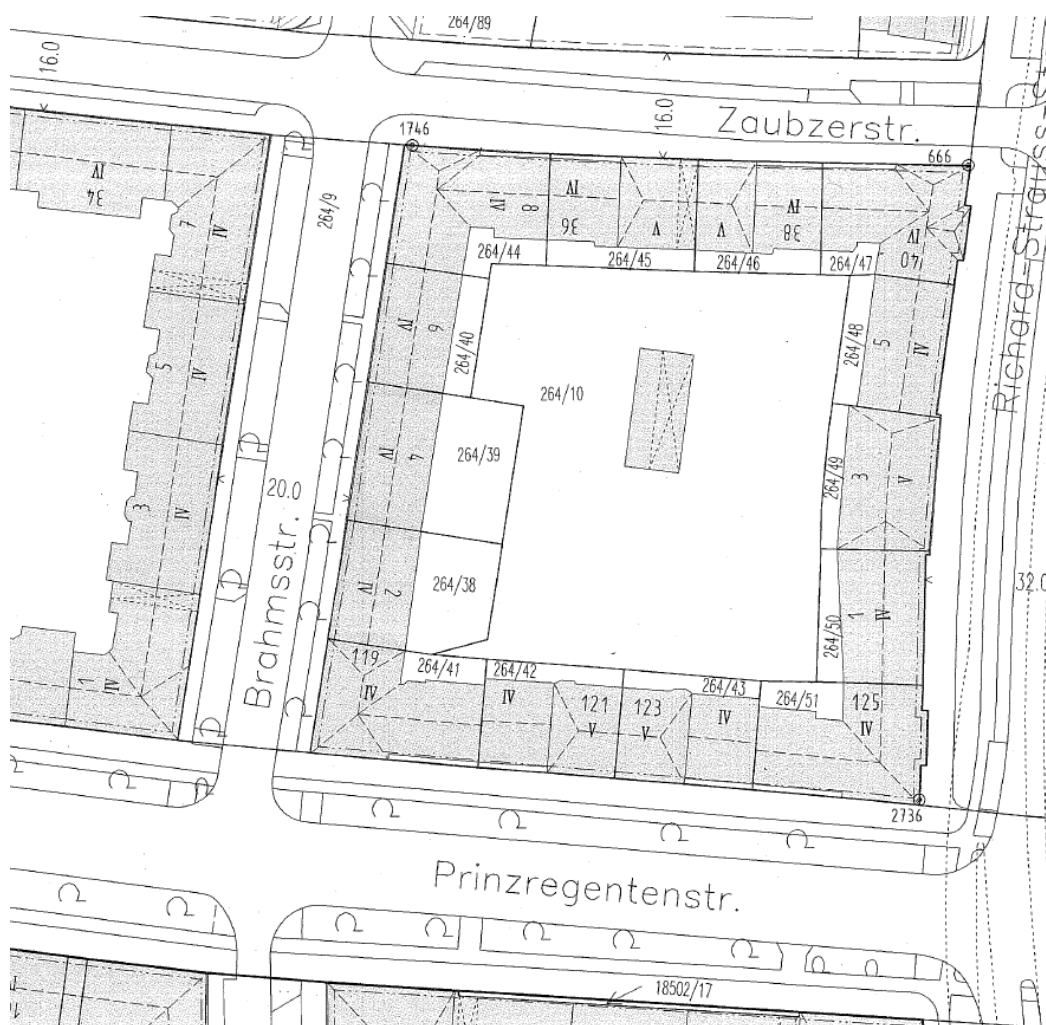 264/89
16.0
16.0
Zaubzerstr.
1746
666
34
IV
7
IV
264/9
8
IV
36
IV
V
V
38
IV
40
IV
264/44
264/45
264/46
264/47
Richard-Strauss-St
6
IV
264/40
264/48
5
IV
5
IV
264/10
4
IV
264/39
264/49
3
V
3
IV
20.0
Brahmsstr.
2
IV
264/38
264/50
1
IV
32.0
1
IV
119
IV
264/41
264/42
IV
121
V
123
V
264/43
IV
264/51
125
IV
2736
Prinzregentenstr.
18502/17